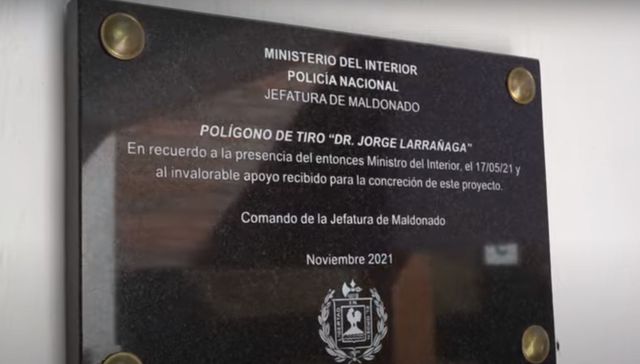 MINISTERIO DEL INTERIOR
POLICÍA NACIONAL
JEFATURA DE MALDONADO
POLÍGONO DE TIRO “DR. JORGE LARRAÑAGA”
En recuerdo a la presencia del entonces Ministro del Interior, el 17/05/21 y
al invalorable apoyo recibido para la concreción de este proyecto.
Comando de la Jefatura de Maldonado
Noviembre 2021